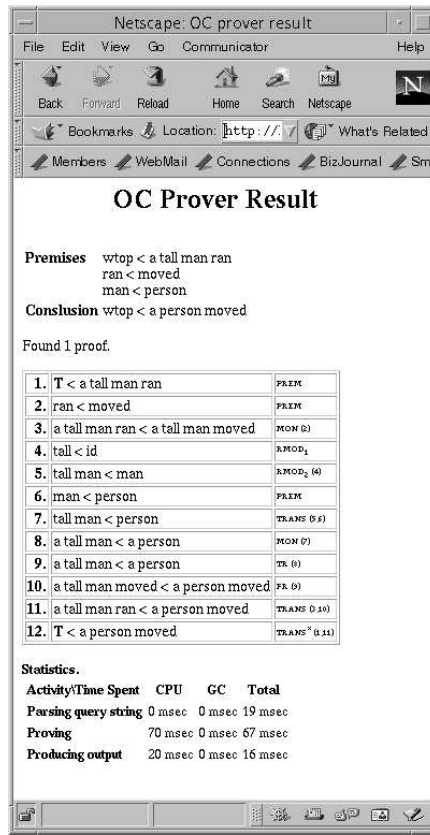 Netscape: OC prover result
File Edit View Go Communicator Help
Back Forward Reload Home Search Netscape
My
N
Bookmarks Location: http://. What's Related
Members WebMail Connections BizJournal Sm
OC Prover Result
Premises wtop < a tall man ran
ran < moved
man < person
Conslusion wtop < a person moved
Found 1 proof.
1. T < a tall man ran PREM
2. ran < moved PREM
3. a tall man ran < a tall man moved MON (2)
4. tall < id RMOD1
5. tall man < man RMOD2 (4)
6. man < person PREM
7. tall man < person TRANS (5,6)
8. a tall man < a person MON (7)
9. a tall man < a person TR (8)
10. a tall man moved < a person moved FR (9)
11. a tall man ran < a person moved TRANS (3,10)
12. T < a person moved TRANS* (1,11)
Statistics.
Activity\Time Spent CPU GC Total
Parsing query string 0 msec 0 msec 19 msec
Proving 70 msec 0 msec 67 msec
Producing output 20 msec 0 msec 16 msec